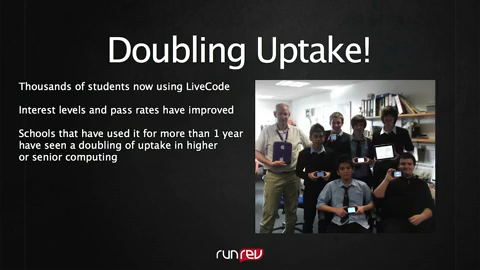 Doubling Uptake!
Thousands of students now using LiveCode
Interest levels and pass rates have improved
Schools that have used it for more than 1 year
have seen a doubling of uptake in higher
or senior computing
runrev